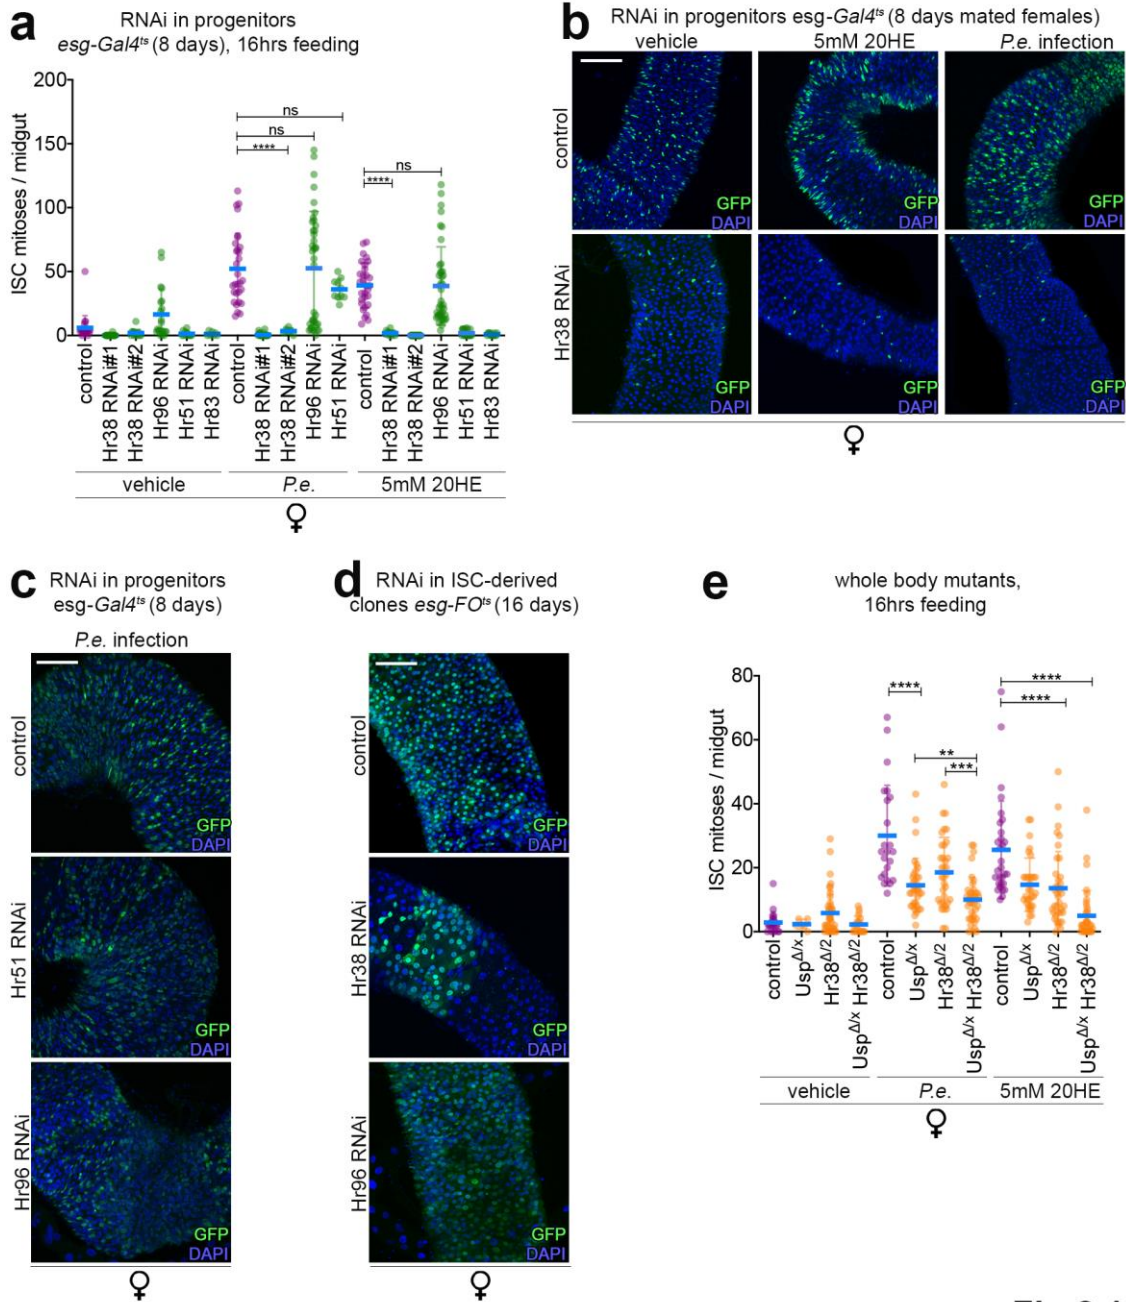 a
RNAi in progenitors
esg-Gal4ts (8 days), 16hrs feeding
ISC mitoses / midgut
200
150
100
50
0
ns
ns
****
ns
****
control
Hr38 RNAi#1
Hr38 RNAi#2
Hr96 RNAi
Hr51 RNAi
Hr83 RNAi
control
Hr38 RNAi#1
Hr38 RNAi#2
Hr96 RNAi
Hr51 RNAi
control
Hr38 RNAi#1
Hr38 RNAi#2
Hr96 RNAi
Hr51 RNAi
Hr83 RNAi
vehicle
P.e.
5mM 20HE
♀
b
RNAi in progenitors esg-Gal4ts (8 days mated females)
vehicle
5mM 20HE
P.e. infection
control
GFP
DAPI
GFP
DAPI
GFP
DAPI
Hr38 RNAi
GFP
DAPI
GFP
DAPI
GFP
DAPI
♀
c
RNAi in progenitors
esg-Gal4ts (8 days)
P.e. infection
control
GFP
DAPI
Hr51 RNAi
GFP
DAPI
Hr96 RNAi
GFP
DAPI
♀
d
RNAi in ISC-derived
clones esg-FOts (16 days)
control
GFP
DAPI
Hr38 RNAi
GFP
DAPI
Hr96 RNAi
GFP
DAPI
♀
e
whole body mutants,
16hrs feeding
ISC mitoses / midgut
80
60
40
20
0
****
**
***
****
****
control
UspΔ/x
Hr38Δ/2
UspΔ/x Hr38Δ/2
control
UspΔ/x
Hr38Δ/2
UspΔ/x Hr38Δ/2
control
UspΔ/x
Hr38Δ/2
UspΔ/x Hr38Δ/2
vehicle
P.e.
5mM 20HE
♀